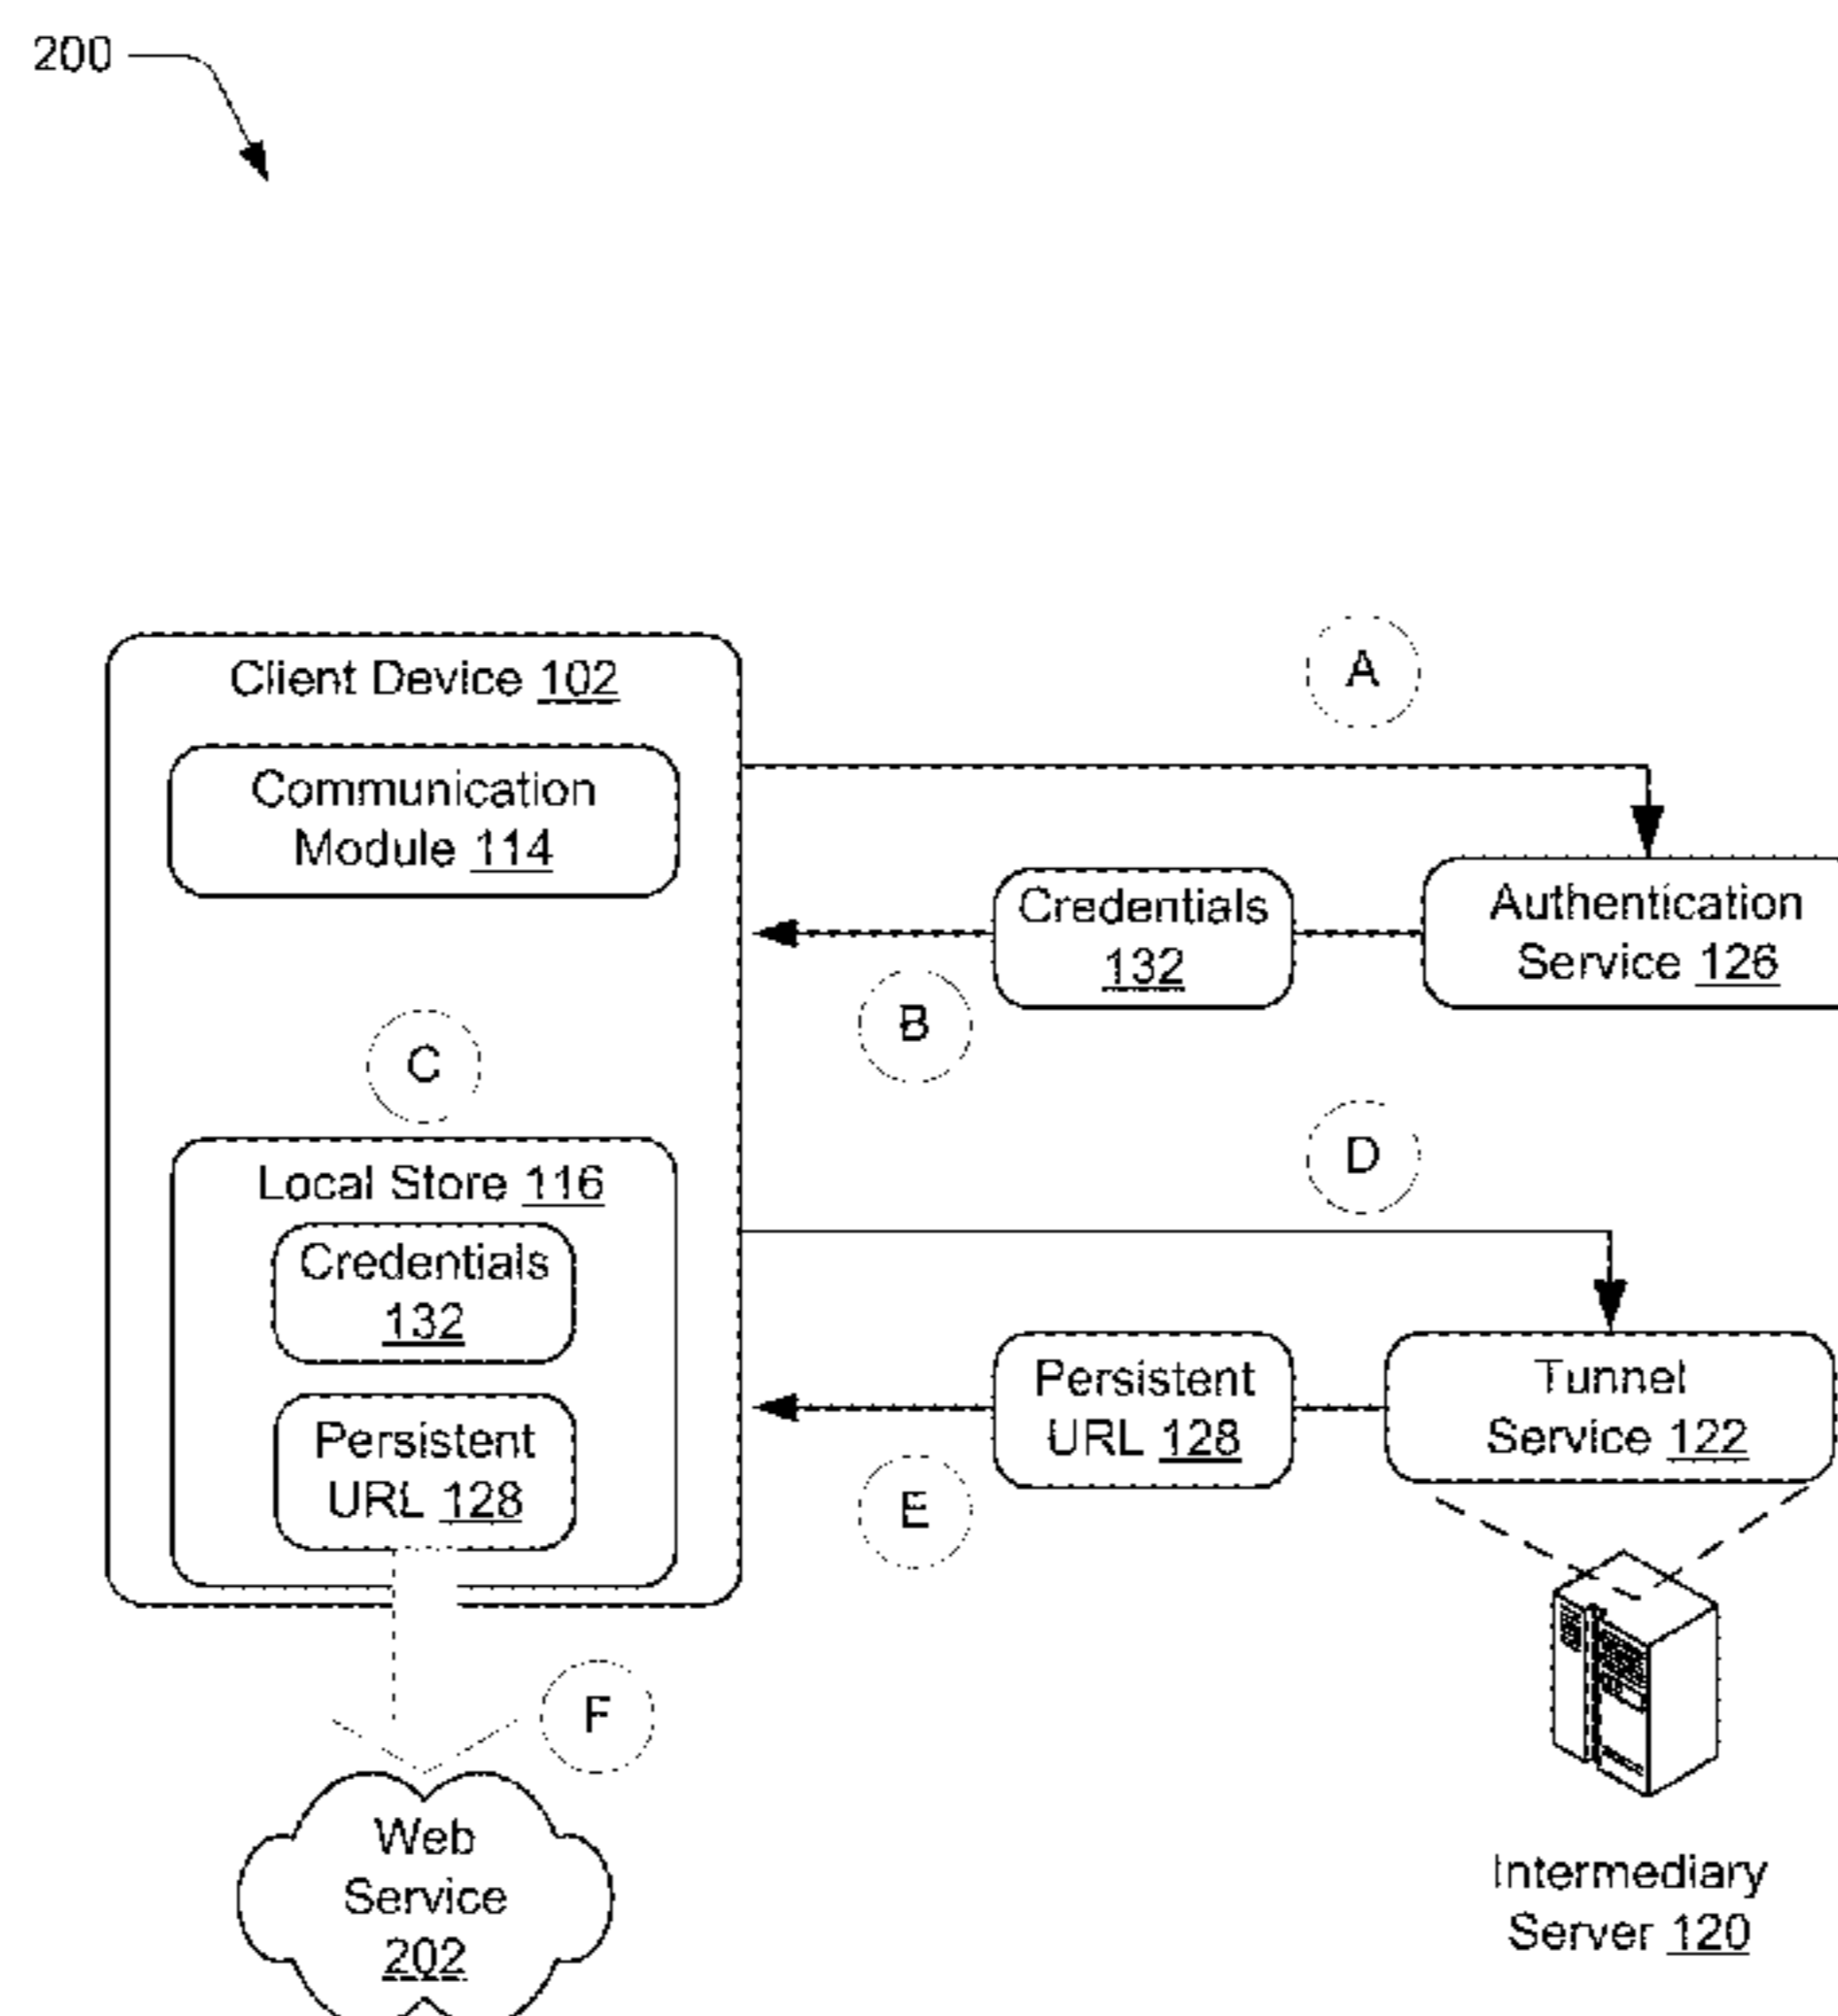 200
Client Device 102
A
Communication
Module 114
Credentials
132
Authentication
Service 126
B
C
D
Local Store 116
Credentials
132
Persistent
URL 128
Persistent
URL 128
Tunnel
Service 122
E
F
Web
Service
202
Intermediary
Server 120